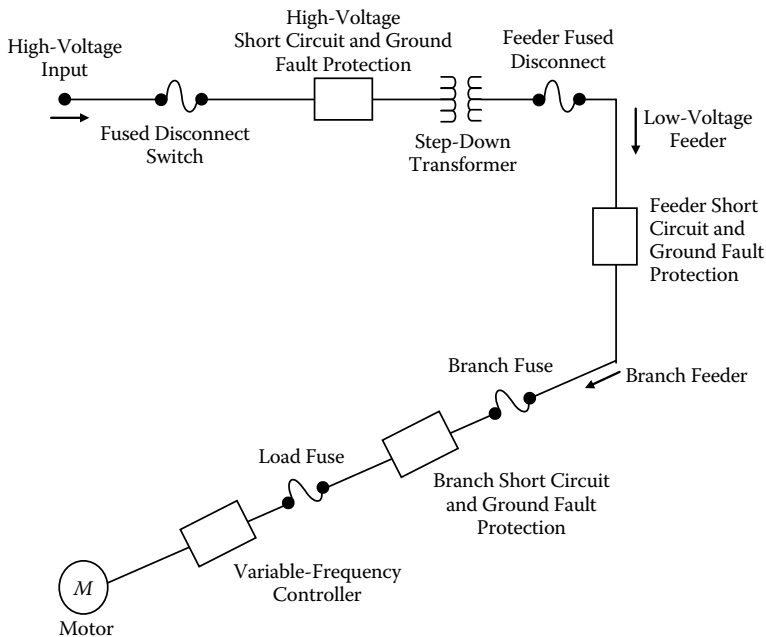 High-Voltage
Input
Fused Disconnect
Switch
High-Voltage
Short Circuit and Ground
Fault Protection
Step-Down
Transformer
Feeder Fused
Disconnect
Low-Voltage
Feeder
Feeder Short
Circuit and
Ground Fault
Protection
Branch Feeder
Branch Fuse
Branch Short Circuit
and Ground Fault
Protection
Load Fuse
Variable-Frequency
Controller
M
Motor